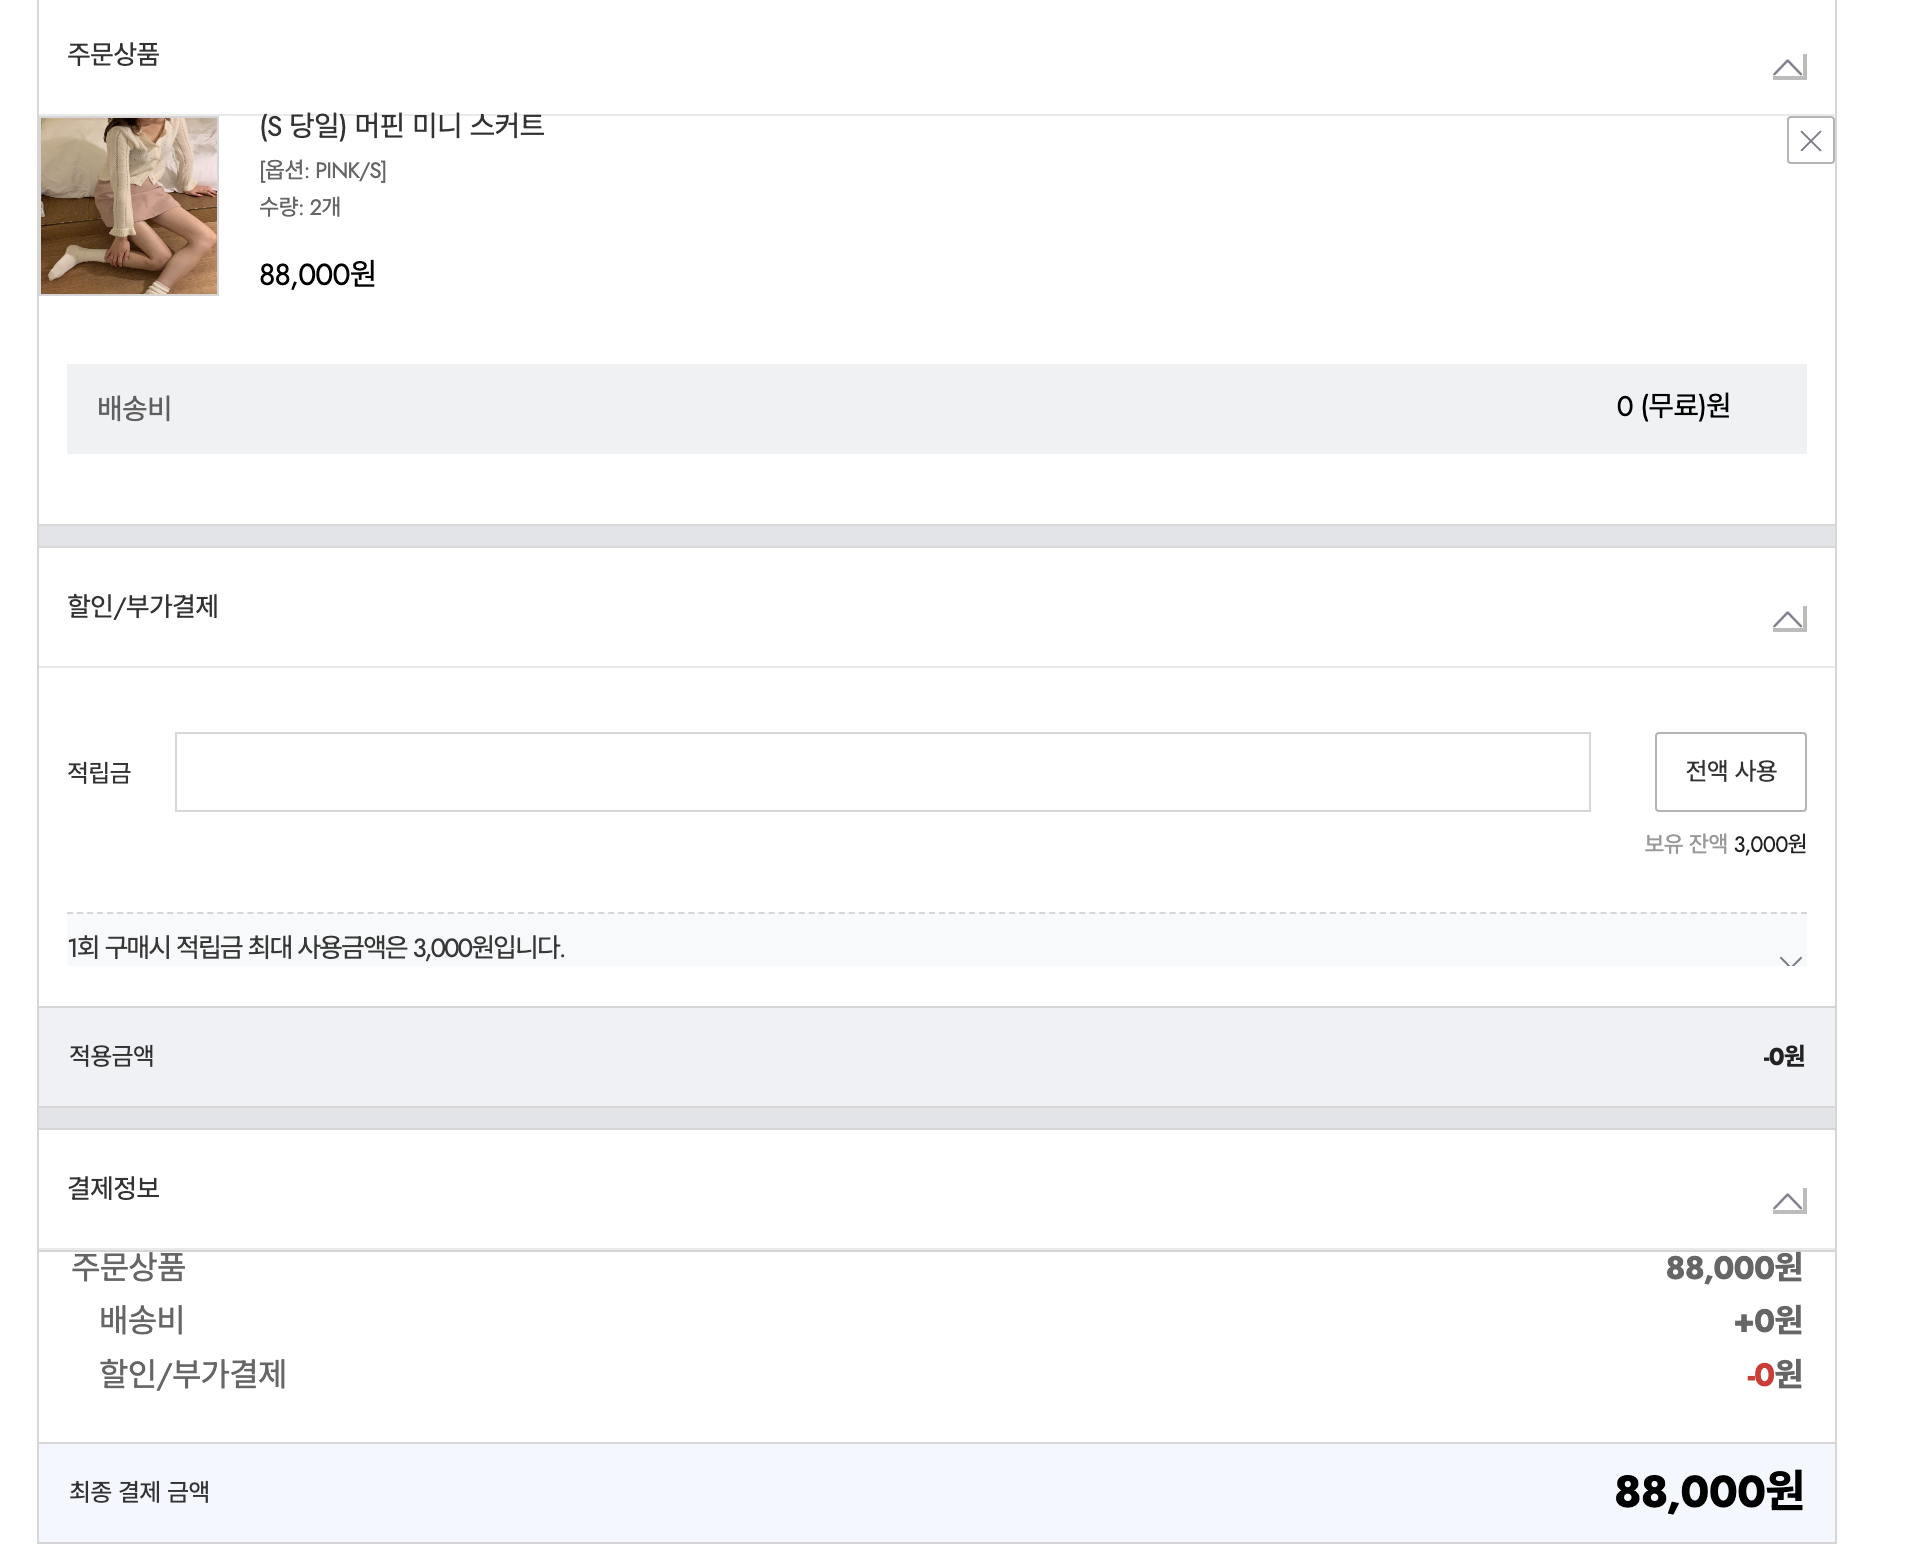 주문상품
(S 당일) 머핀 미니 스커트
[옵션: PINK/S]
수량: 2개
88,000원
배송비 0 (무료)원
할인/부가결제
적립금 전액 사용
보유 잔액 3,000원
1회 구매시 적립금 최대 사용금액은 3,000원입니다.
적용금액 -0원
결제정보
주문상품 88,000원
배송비 +0원
할인/부가결제 -0원
최종 결제 금액 88,000원